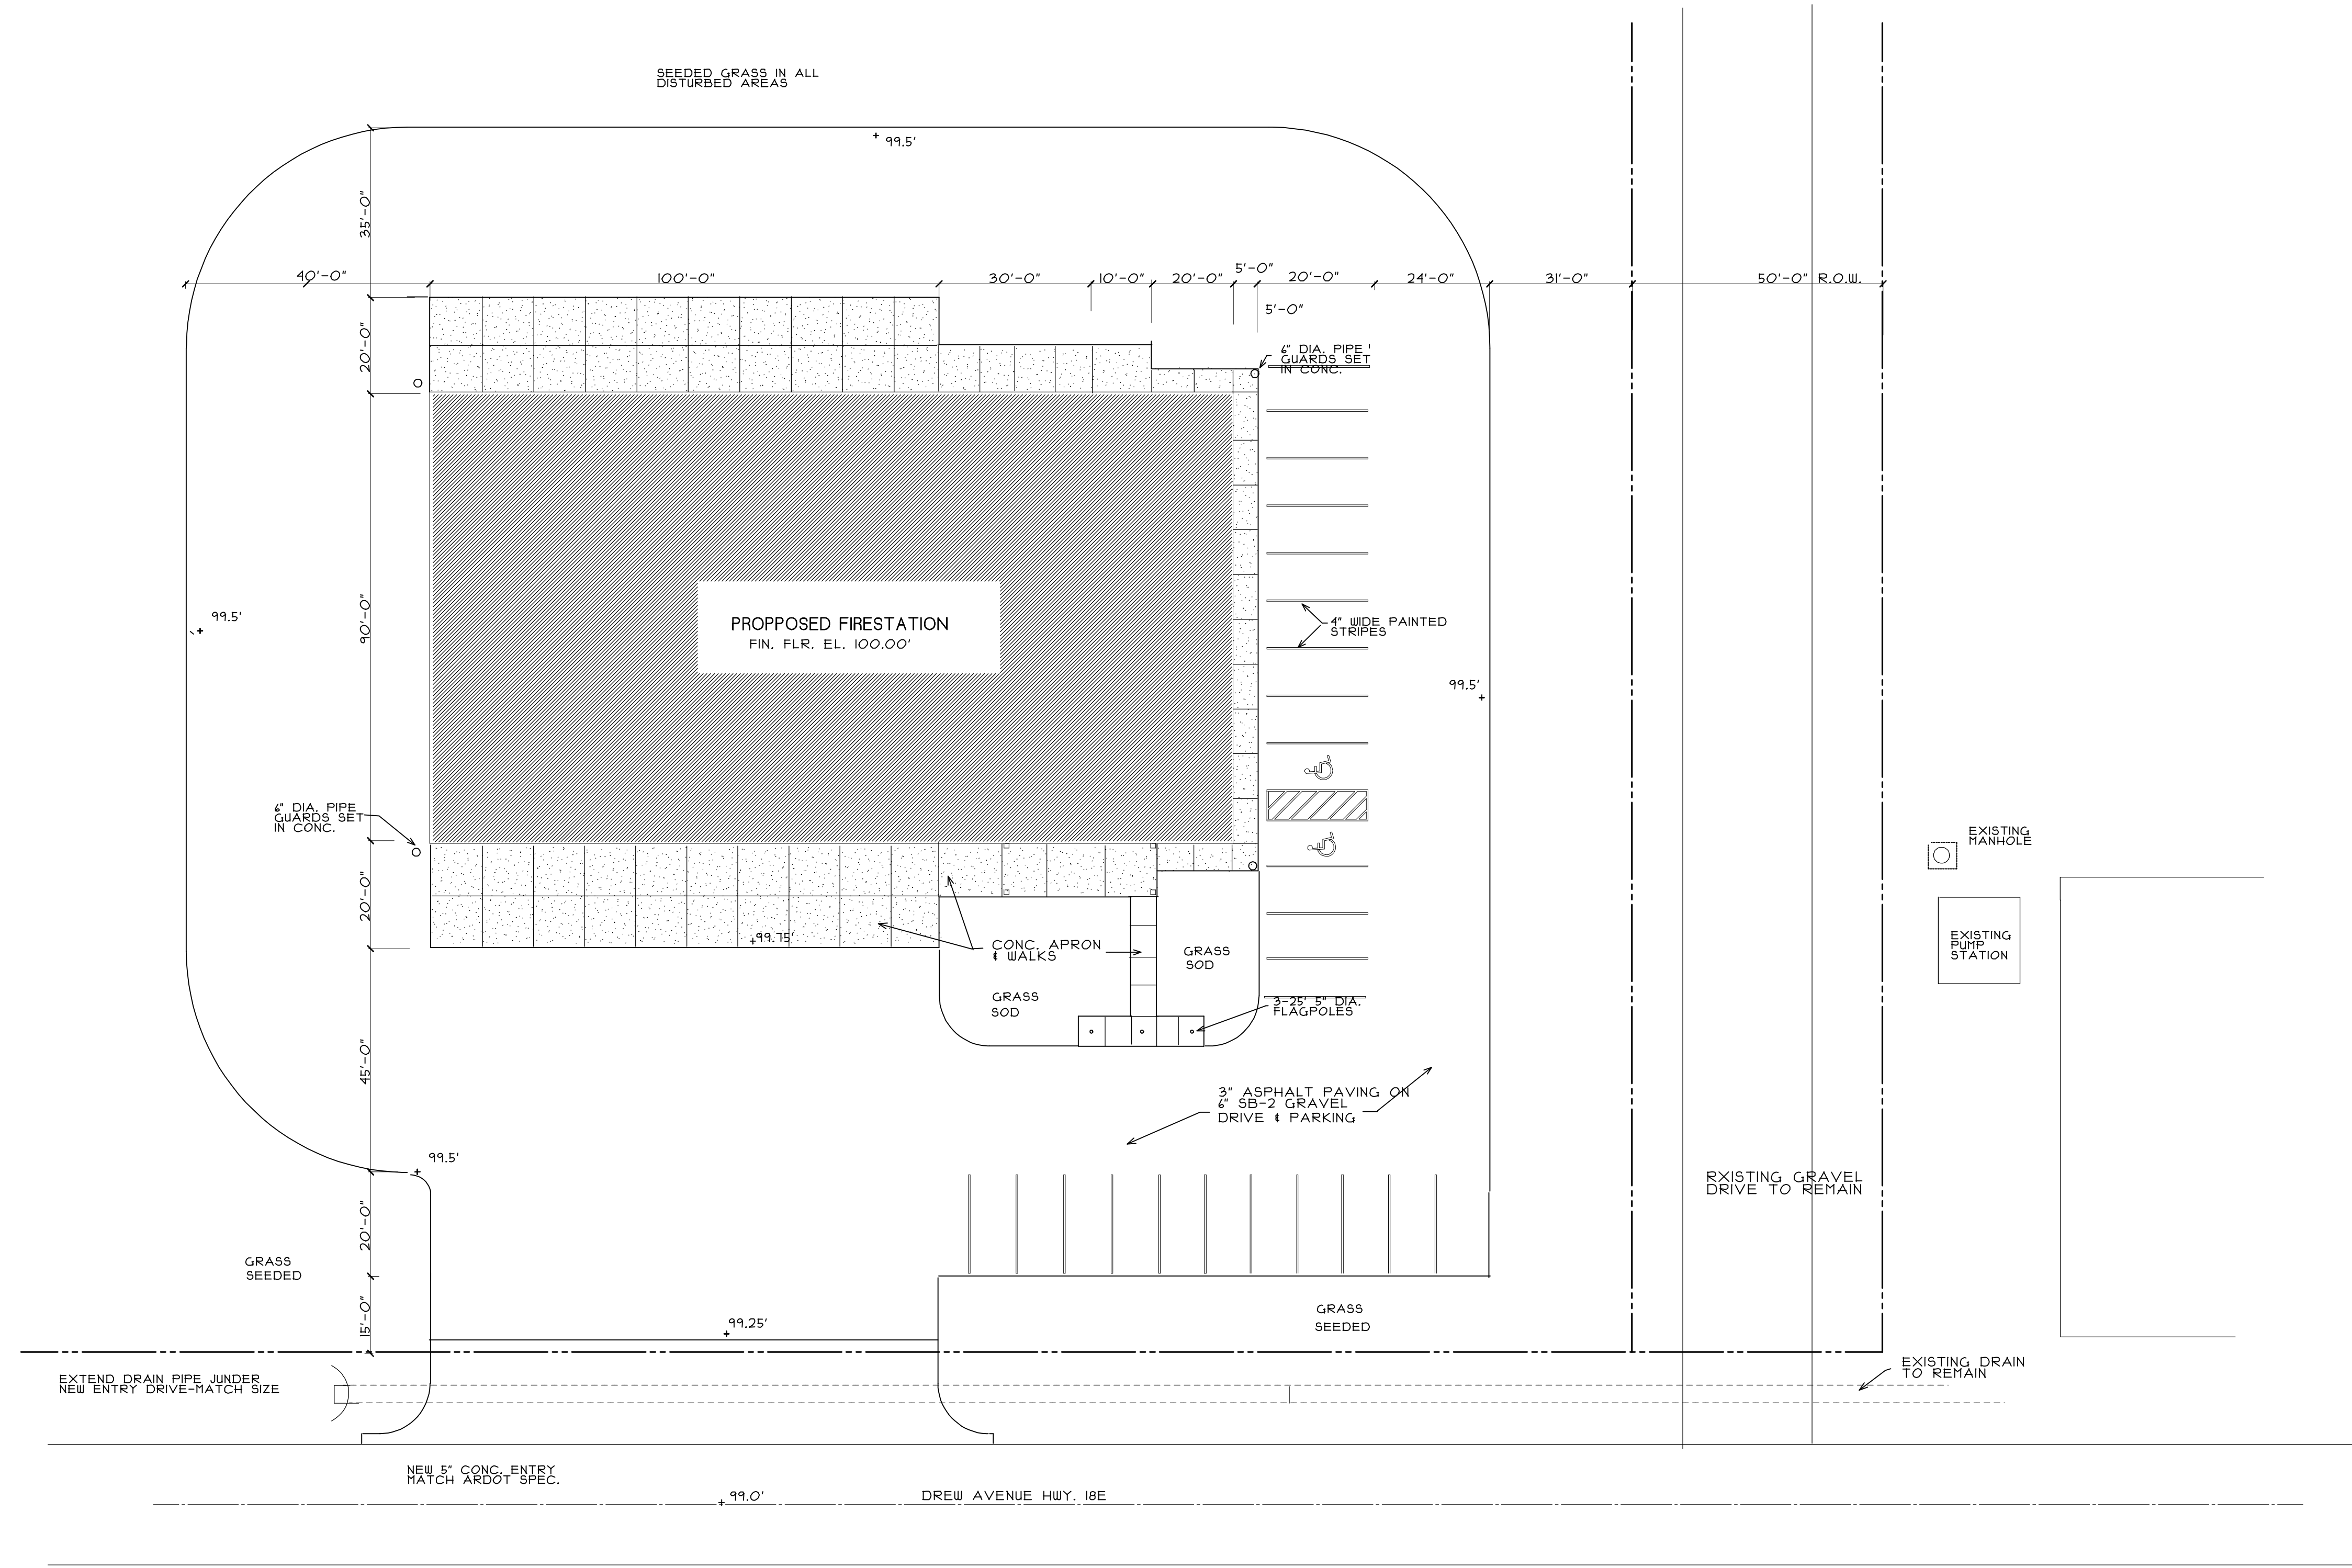 SEEDED GRASS IN ALL
DISTURBED AREAS
99.5'
35'-0"
40'-0"
100'-0"
30'-0"
10'-0"
20'-0"
5'-0"
20'-0"
24'-0"
31'-0"
50'-0" R.O.W.
5'-0"
20'-0"
6" DIA. PIPE
GUARDS SET
IN CONC.
90'-0"
99.5'
PROPPOSED FIRESTATION
FIN. FLR. EL. 100.00'
4" WIDE PAINTED
STRIPES
99.5'
6" DIA. PIPE
GUARDS SET
IN CONC.
EXISTING
MANHOLE
20'-0"
99.75'
CONC. APRON
& WALKS
GRASS
SOD
EXISTING
PUMP
STATION
GRASS
SOD
3-25' 5" DIA.
FLAGPOLES
45'-0"
3" ASPHALT PAVING ON
6" SB-2 GRAVEL
DRIVE & PARKING
99.5'
RXISTING GRAVEL
DRIVE TO REMAIN
20'-0"
GRASS
SEEDED
15'-0"
99.25'
GRASS
SEEDED
EXTEND DRAIN PIPE JUNDER
NEW ENTRY DRIVE-MATCH SIZE
EXISTING DRAIN
TO REMAIN
NEW 5" CONC. ENTRY
MATCH ARDOT SPEC.
99.0'
DREW AVENUE HWY. 18E